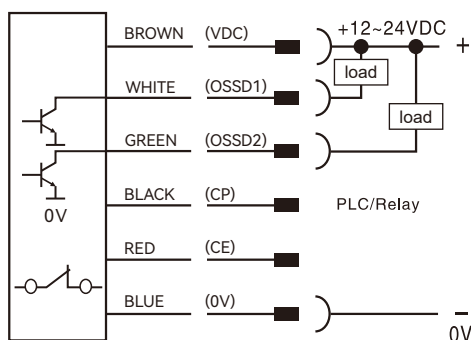 +12~24VDC
BROWN (VDC) +
load
WHITE (OSSD1)
load
GREEN (OSSD2)
0V
BLACK (CP) PLC/Relay
RED (CE)
BLUE (0V) −
0V